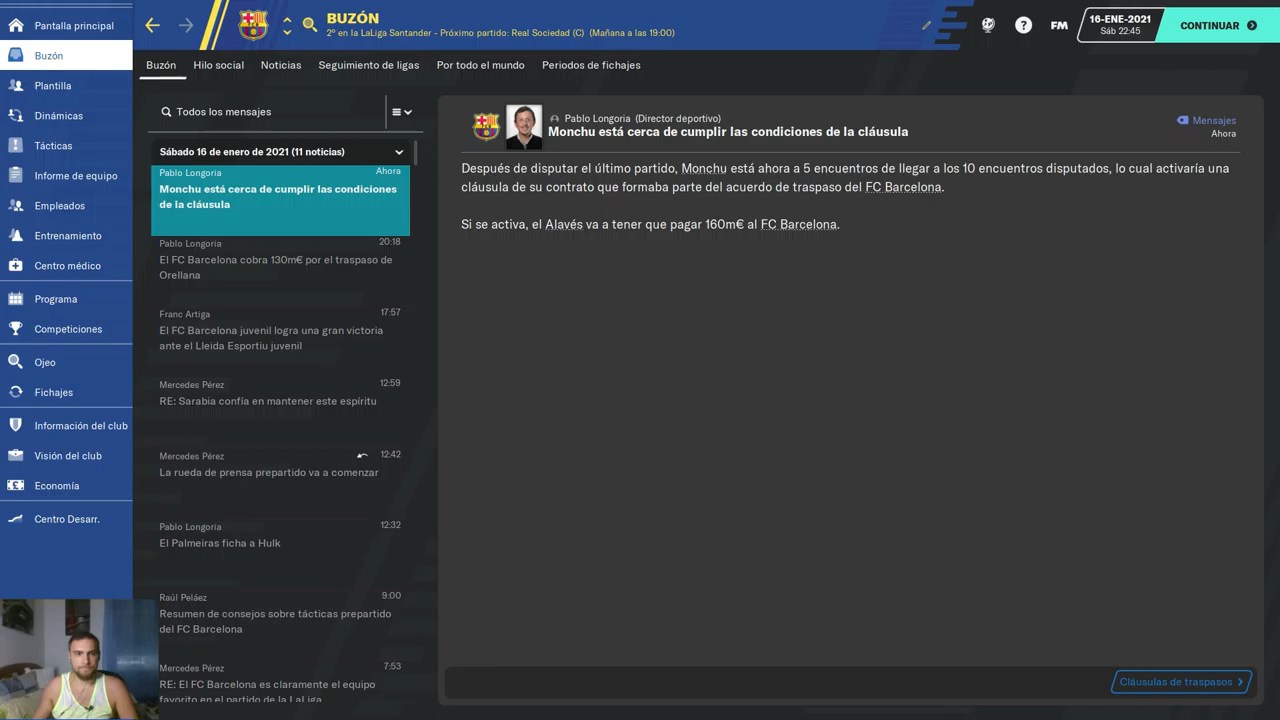 Pantalla principal
Buzón
Plantilla
Dinámicas
Tácticas
Informe de equipo
Empleados
Entrenamiento
Centro médico
Programa
Competiciones
Ojeo
Fichajes
Información del club
Visión del club
Economía
Centro Desarr.
BUZÓN
2º en la LaLiga Santander - Próximo partido: Real Sociedad (C) (Mañana a las 19:00)
FM
16-ENE-2021
Sáb 22:45
CONTINUAR
Buzón
Hilo social
Noticias
Seguimiento de ligas
Por todo el mundo
Periodos de fichajes
Todos los mensajes
Sábado 16 de enero de 2021 (11 noticias)
Pablo Longoria Ahora
Monchu está cerca de cumplir las condiciones
de la cláusula
Pablo Longoria 20:18
El FC Barcelona cobra 130m€ por el traspaso de
Orellana
Franc Artiga 17:57
El FC Barcelona juvenil logra una gran victoria
ante el Lleida Esportiu juvenil
Mercedes Pérez 12:59
RE: Sarabia confía en mantener este espíritu
Mercedes Pérez 12:42
La rueda de prensa prepartido va a comenzar
Pablo Longoria 12:32
El Palmeiras ficha a Hulk
Raúl Peláez 9:00
Resumen de consejos sobre tácticas prepartido
del FC Barcelona
Mercedes Pérez 7:53
RE: El FC Barcelona es claramente el equipo
favorito en el partido de la LaLiga
Pablo Longoria (Director deportivo)
Monchu está cerca de cumplir las condiciones de la cláusula
Mensajes
Ahora
Después de disputar el último partido, Monchu está ahora a 5 encuentros de llegar a los 10 encuentros disputados, lo cual activaría una
cláusula de su contrato que formaba parte del acuerdo de traspaso del FC Barcelona.
Si se activa, el Alavés va a tener que pagar 160m€ al FC Barcelona.
Cláusulas de traspasos